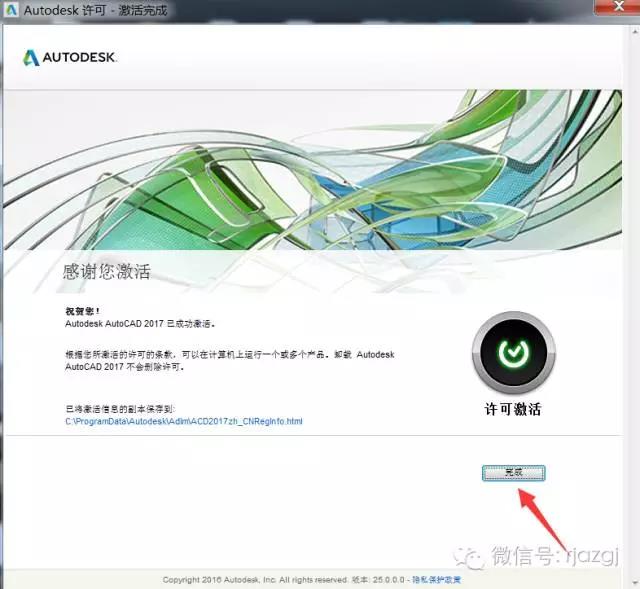 Autodesk 许可 - 激活完成
AUTODESK.
感谢您激活
祝贺您！
Autodesk AutoCAD 2017 已成功激活。
根据您所激活的许可的条款，可以在计算机上运行一个或多个产品。卸载 Autodesk
AutoCAD 2017 不会删除许可。
已将激活信息的副本保存到:
C:\ProgramData\Autodesk\Adlm\ACD2017zh_CNRegInfo.html
许可激活
完成
微信号: rjazgj
Copyright 2016 Autodesk, Inc. All rights reserved. 版本: 25.0.0.0 - 隐私保护政策